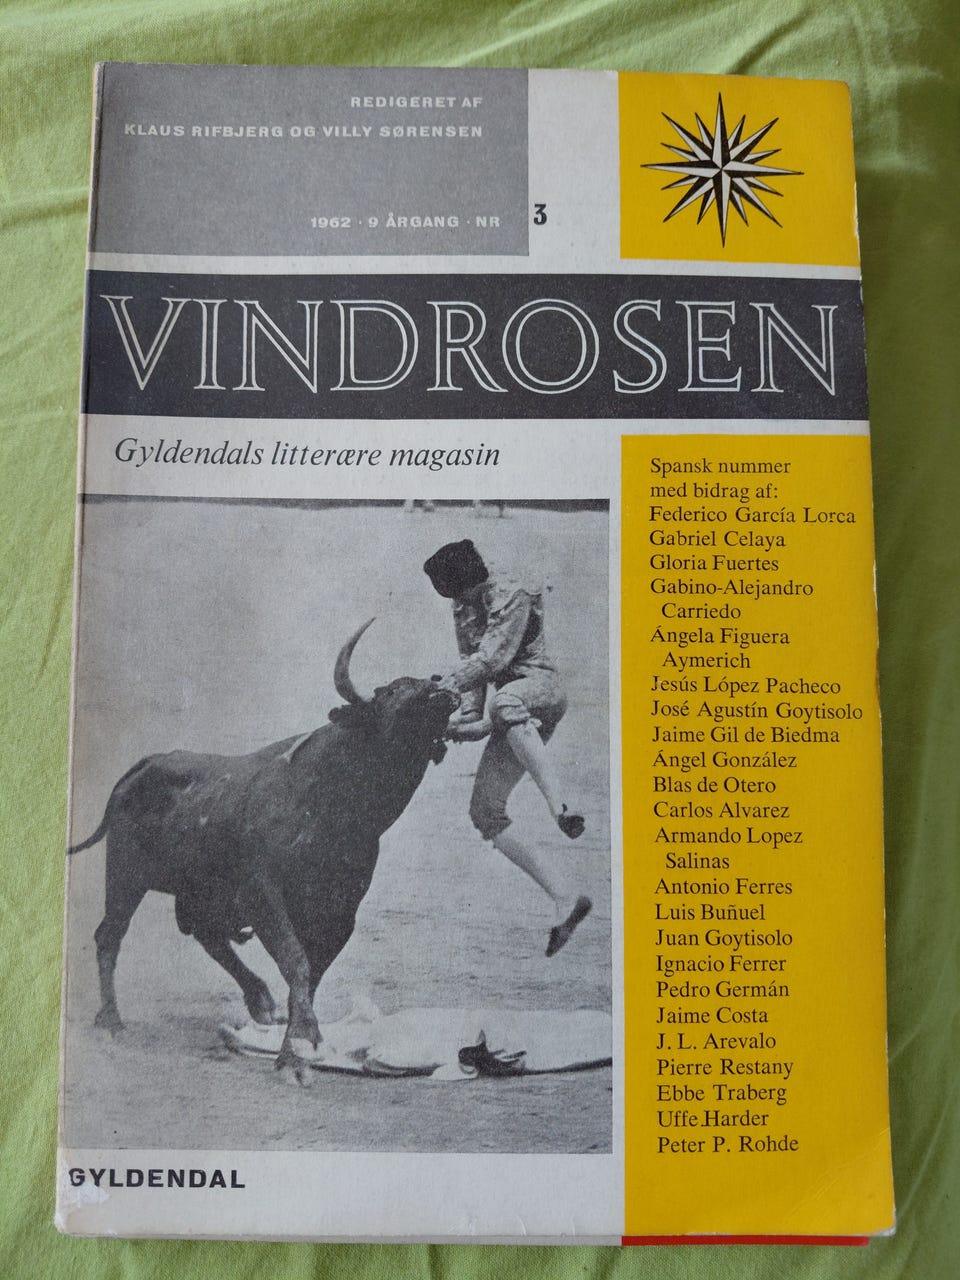 REDIGERET AF
KLAUS RIFBJERG OG VILLY SØRENSEN
1962 · 9 ÅRGANG · NR 3
VINDROSEN
Gyldendals litterære magasin
Spansk nummer
med bidrag af:
Federico García Lorca
Gabriel Celaya
Gloria Fuertes
Gabino-Alejandro
Carriedo
Ángela Figuera
Aymerich
Jesús López Pacheco
José Agustín Goytisolo
Jaime Gil de Biedma
Ángel González
Blas de Otero
Carlos Alvarez
Armando Lopez
Salinas
Antonio Ferres
Luis Buñuel
Juan Goytisolo
Ignacio Ferrer
Pedro Germán
Jaime Costa
J. L. Arevalo
Pierre Restany
Ebbe Traberg
Uffe Harder
Peter P. Rohde
GYLDENDAL